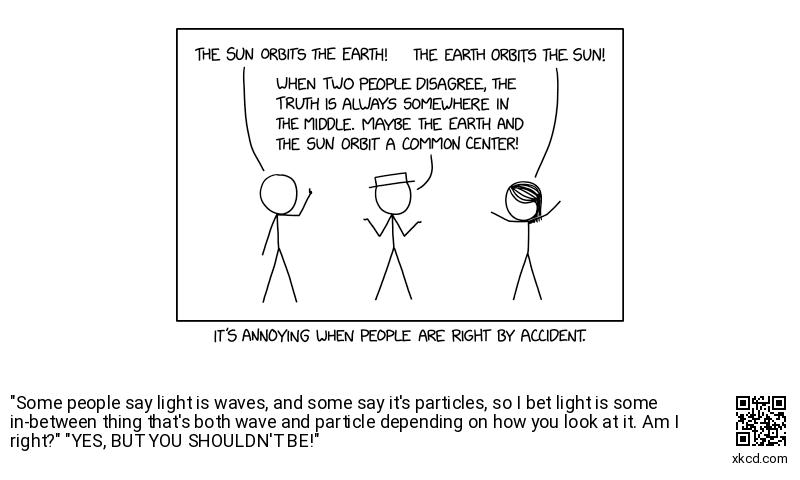 THE SUN ORBITS THE EARTH!
THE EARTH ORBITS THE SUN!
WHEN TWO PEOPLE DISAGREE, THE
TRUTH IS ALWAYS SOMEWHERE IN
THE MIDDLE. MAYBE THE EARTH AND
THE SUN ORBIT A COMMON CENTER!
IT'S ANNOYING WHEN PEOPLE ARE RIGHT BY ACCIDENT.
"Some people say light is waves, and some say it's particles, so I bet light is some
in-between thing that's both wave and particle depending on how you look at it. Am I
right?" "YES, BUT YOU SHOULDN'T BE!"
xkcd.com